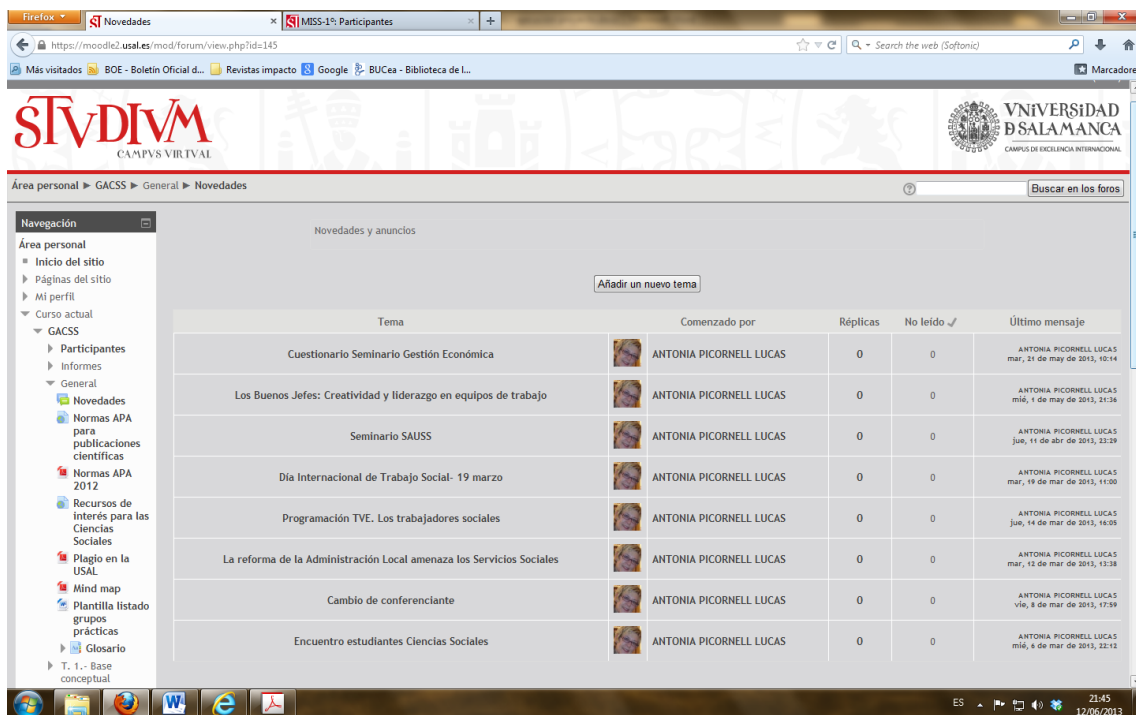 Firefox
Novedades
MISS-1º: Participantes
https://moodle2.usal.es/mod/forum/view.php?id=145
Search the web (Softonic)
Más visitados
BOE - Boletín Oficial d...
Revistas impacto
Google
BUCea - Biblioteca de l...
Marcadore
STVDIVM
CAMPVS VIRTVAL
VNiVERSiDAD
D SALAMANCA
CAMPUS DE EXCELENCIA INTERNACIONAL
Área personal ► GACSS ► General ► Novedades
Buscar en los foros
Navegación
Área personal
Inicio del sitio
Páginas del sitio
Mi perfil
Curso actual
GACSS
Participantes
Informes
General
Novedades
Normas APA
para
publicaciones
científicas
Normas APA
2012
Recursos de
interés para las
Ciencias
Sociales
Plagio en la
USAL
Mind map
Plantilla listado
grupos
prácticas
Glosario
T. 1.- Base
conceptual
Novedades y anuncios
Añadir un nuevo tema
Tema Comenzado por Réplicas No leído Último mensaje
Cuestionario Seminario Gestión Económica ANTONIA PICORNELL LUCAS 0 0 ANTONIA PICORNELL LUCAS
mar, 21 de may de 2013, 10:14
Los Buenos Jefes: Creatividad y liderazgo en equipos de trabajo ANTONIA PICORNELL LUCAS 0 0 ANTONIA PICORNELL LUCAS
mié, 1 de may de 2013, 21:36
Seminario SAUSS ANTONIA PICORNELL LUCAS 0 0 ANTONIA PICORNELL LUCAS
jue, 11 de abr de 2013, 23:29
Día Internacional de Trabajo Social- 19 marzo ANTONIA PICORNELL LUCAS 0 0 ANTONIA PICORNELL LUCAS
mar, 19 de mar de 2013, 11:00
Programación TVE. Los trabajadores sociales ANTONIA PICORNELL LUCAS 0 0 ANTONIA PICORNELL LUCAS
jue, 14 de mar de 2013, 16:05
La reforma de la Administración Local amenaza los Servicios Sociales ANTONIA PICORNELL LUCAS 0 0 ANTONIA PICORNELL LUCAS
mar, 12 de mar de 2013, 13:38
Cambio de conferenciante ANTONIA PICORNELL LUCAS 0 0 ANTONIA PICORNELL LUCAS
vie, 8 de mar de 2013, 17:59
Encuentro estudiantes Ciencias Sociales ANTONIA PICORNELL LUCAS 0 0 ANTONIA PICORNELL LUCAS
mié, 6 de mar de 2013, 22:12
ES
21:45
12/06/2013